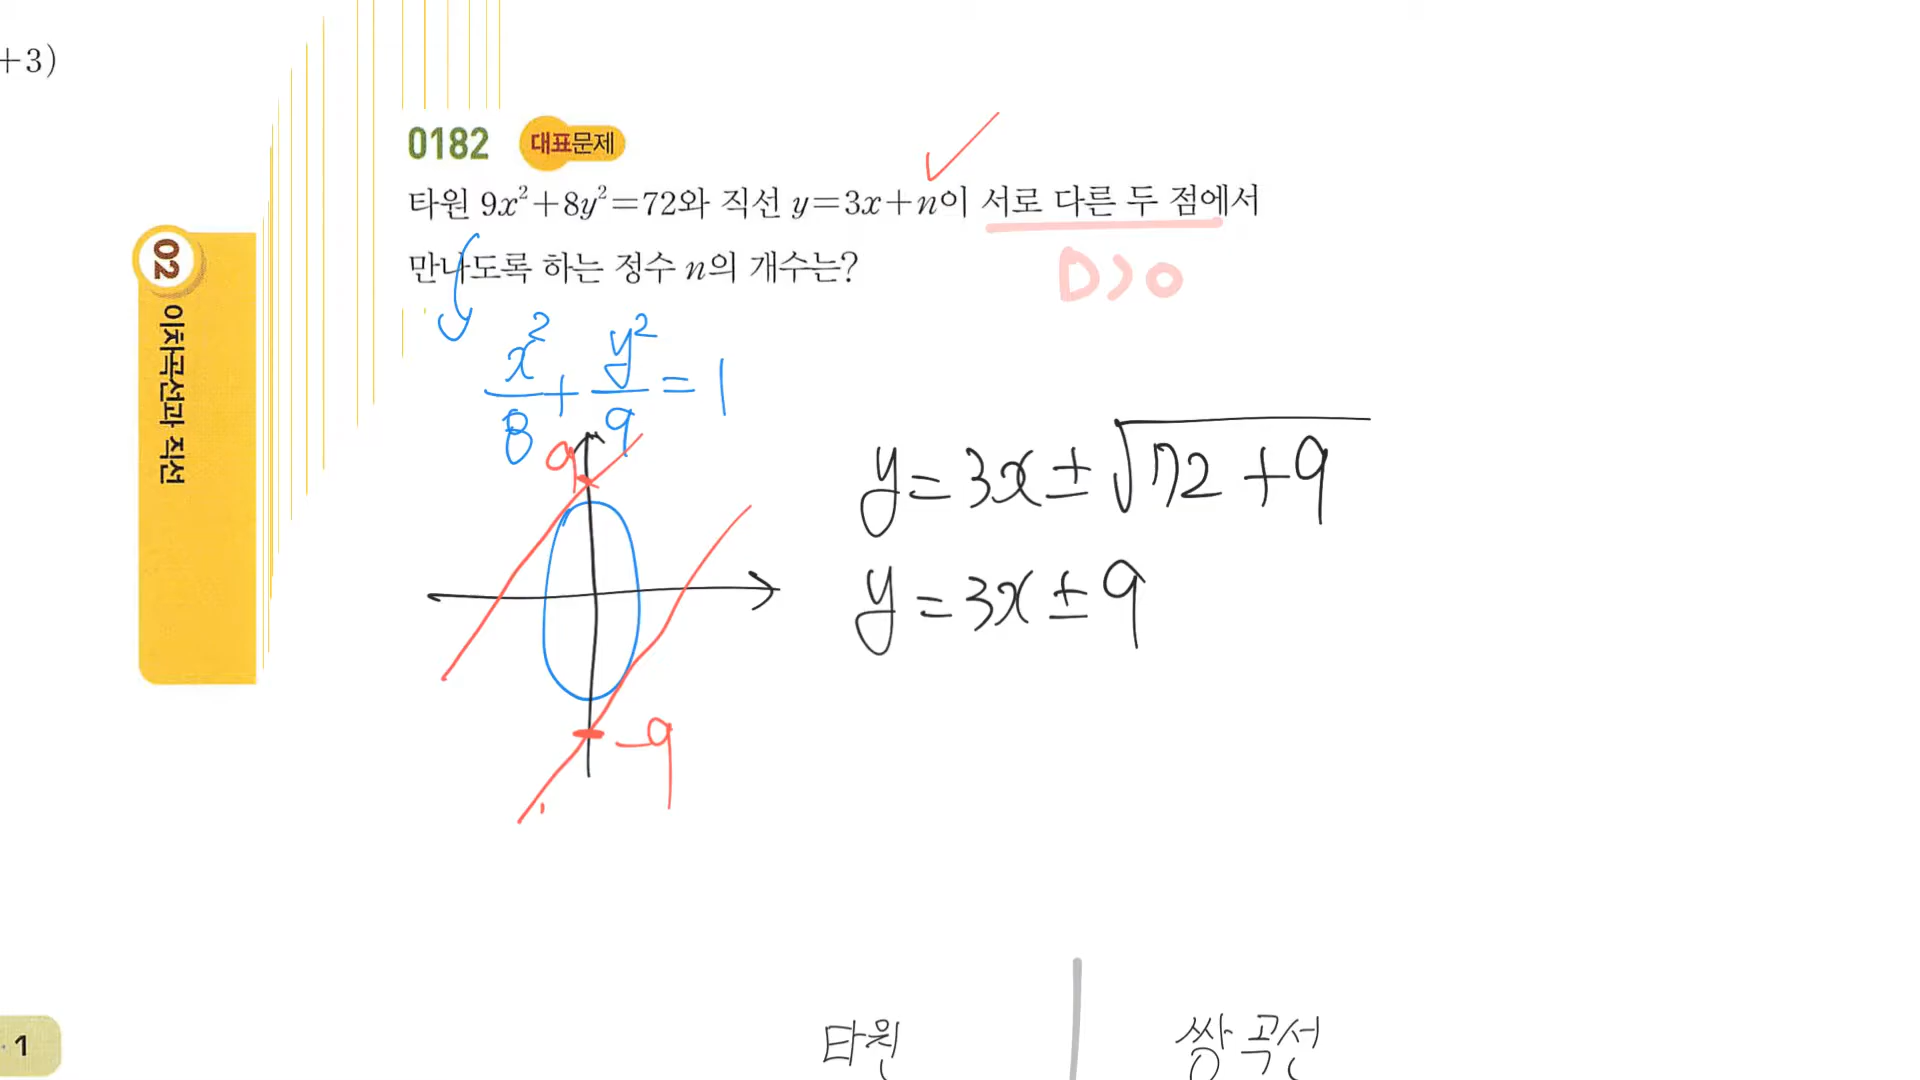 +3)
0182 대표문제
타원 9x²+8y²=72와 직선 y=3x+n이 서로 다른 두 점에서
만나도록 하는 정수 n의 개수는?
D>0
x²/8 + y²/9 = 1
9
-9
y = 3x ± √72 + 9
y = 3x ± 9
02 이차곡선과 직선
타원
쌍곡선
· 1